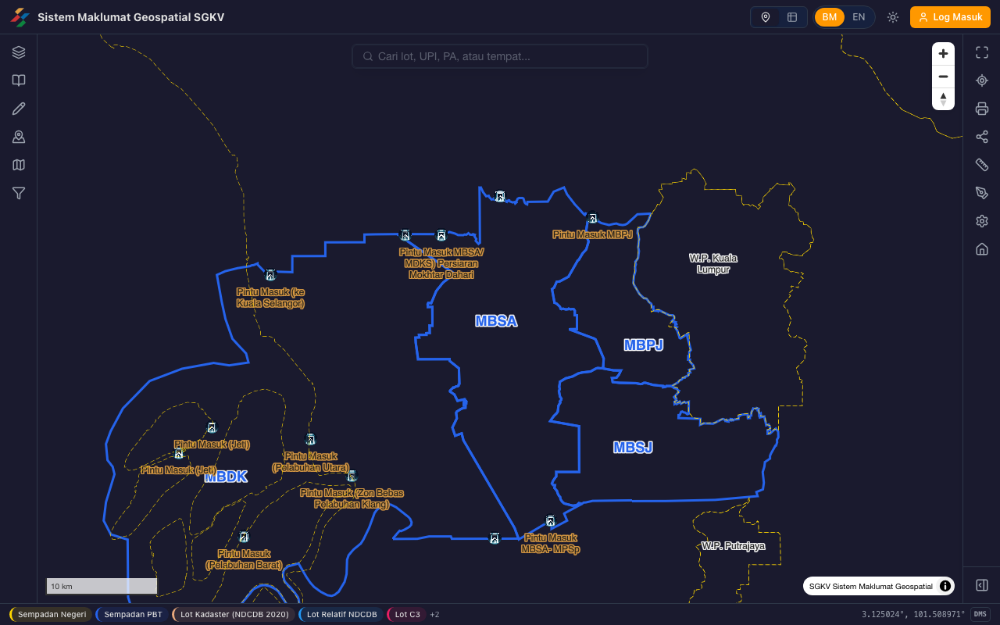 Sistem Maklumat Geospatial SGKV
BM
EN
Log Masuk
Cari lot, UPI, PA, atau tempat...
Pintu Masuk MBPJ
Pintu Masuk MBSA/
MDKS) Persiaran
Mokhtar Dahari
W.P. Kuala
Lumpur
Pintu Masuk (ke
Kuala Selangor)
MBSA
MBPJ
Pintu Masuk (Jeti)
MBSJ
Pintu Masuk
(Pelabuhan Utara)
Pintu Masuk (Jeti)
MBDK
Pintu Masuk (Zon Bebas
Pelabuhan Klang)
Pintu Masuk
MBSA- MPSp
W.P. Putrajaya
Pintu Masuk
(Pelabuhan Barat)
10 km
SGKV Sistem Maklumat Geospatial
Sempadan Negeri
Sempadan PBT
Lot Kadaster (NDCDB 2020)
Lot Relatif NDCDB
Lot C3
+2
3.125024°, 101.508971°
DMS